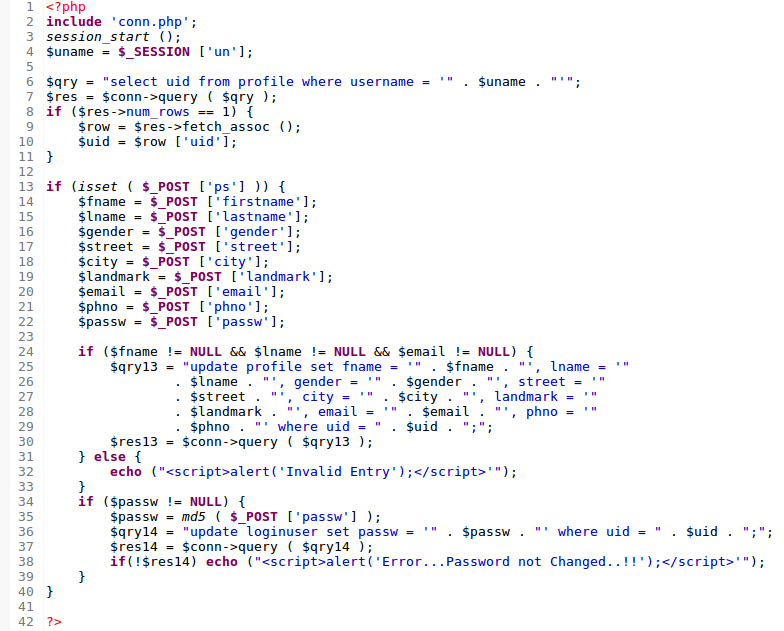 1 <?php
2 include 'conn.php';
3 session_start ();
4 $uname = $_SESSION ['un'];
5
6 $qry = "select uid from profile where username = '" . $uname . "'";
7 $res = $conn->query ( $qry );
8 if ($res->num_rows == 1) {
9     $row = $res->fetch_assoc ();
10     $uid = $row ['uid'];
11 }
12
13 if (isset ( $_POST ['ps'] )) {
14     $fname = $_POST ['firstname'];
15     $lname = $_POST ['lastname'];
16     $gender = $_POST ['gender'];
17     $street = $_POST ['street'];
18     $city = $_POST ['city'];
19     $landmark = $_POST ['landmark'];
20     $email = $_POST ['email'];
21     $phno = $_POST ['phno'];
22     $passw = $_POST ['passw'];
23
24     if ($fname != NULL && $lname != NULL && $email != NULL) {
25         $qry13 = "update profile set fname = '" . $fname . "', lname = '"
26                 . $lname . "', gender = '" . $gender . "', street = '"
27                 . $street . "', city = '" . $city . "', landmark = '"
28                 . $landmark . "', email = '" . $email . "', phno = '"
29                 . $phno . "' where uid = " . $uid . ";";
30         $res13 = $conn->query ( $qry13 );
31     } else {
32         echo ("<script>alert('Invalid Entry');</script>'");
33     }
34     if ($passw != NULL) {
35         $passw = md5 ( $_POST ['passw'] );
36         $qry14 = "update loginuser set passw = '" . $passw . "' where uid = " . $uid . ";";
37         $res14 = $conn->query ( $qry14 );
38         if(!$res14) echo ("<script>alert('Error...Password not Changed..!!');</script>'");
39     }
40 }
41
42 ?>